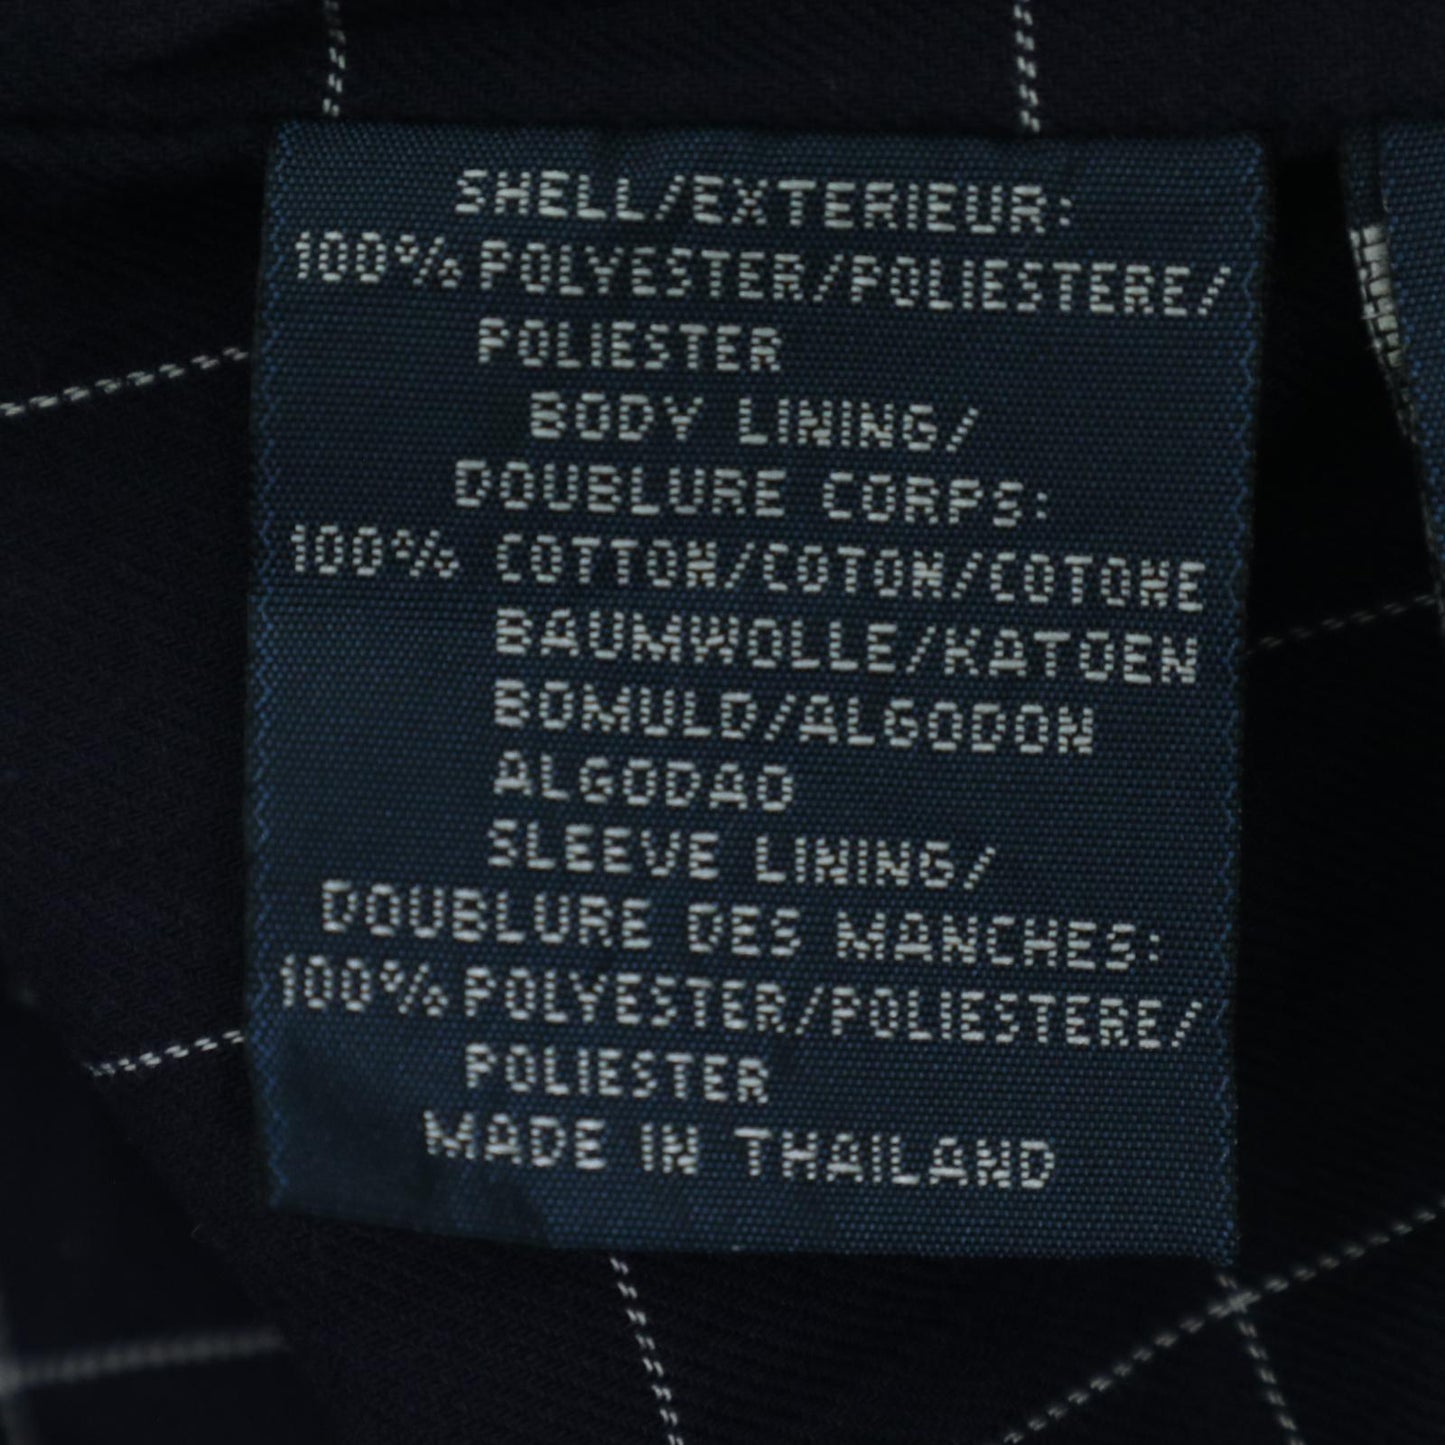 SHELL/EXTERIEUR:
100% POLYESTER/POLIESTERE/
POLIESTER
BODY LINING/
DOUBLURE CORPS:
100% COTTON/COTON/COTONE
BAUMWOLLE/KATOEN
BOMULD/ALGODON
ALGODAO
SLEEVE LINING/
DOUBLURE DES MANCHES:
100% POLYESTER/POLIESTERE/
POLIESTER
MADE IN THAILAND